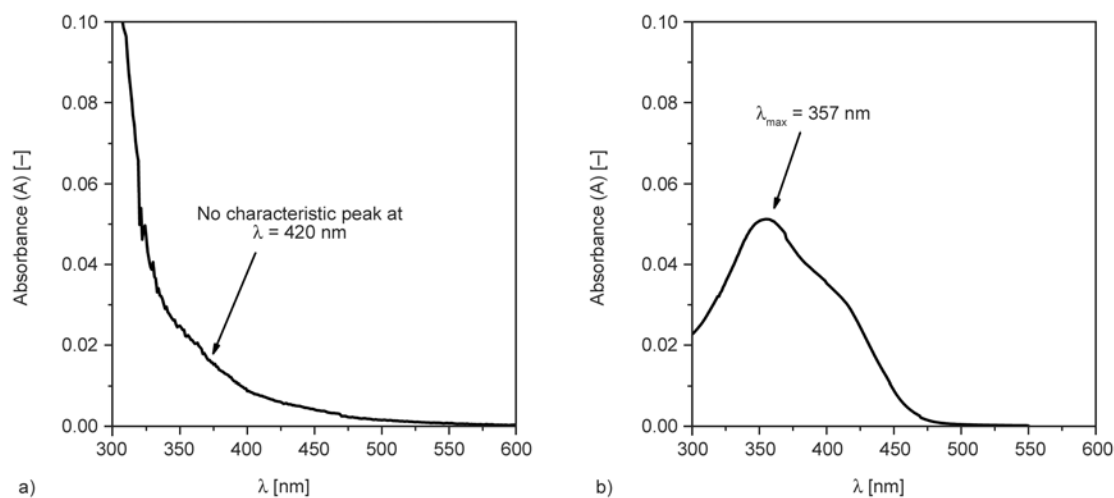 0.10
0.08
0.06
0.04
0.02
0.00
300 350 400 450 500 550 600
Absorbance (A) [–]
λ [nm]
No characteristic peak at
λ = 420 nm
a)
0.10
0.08
0.06
0.04
0.02
0.00
300 350 400 450 500 550 600
Absorbance (A) [–]
λ [nm]
λmax = 357 nm
b)